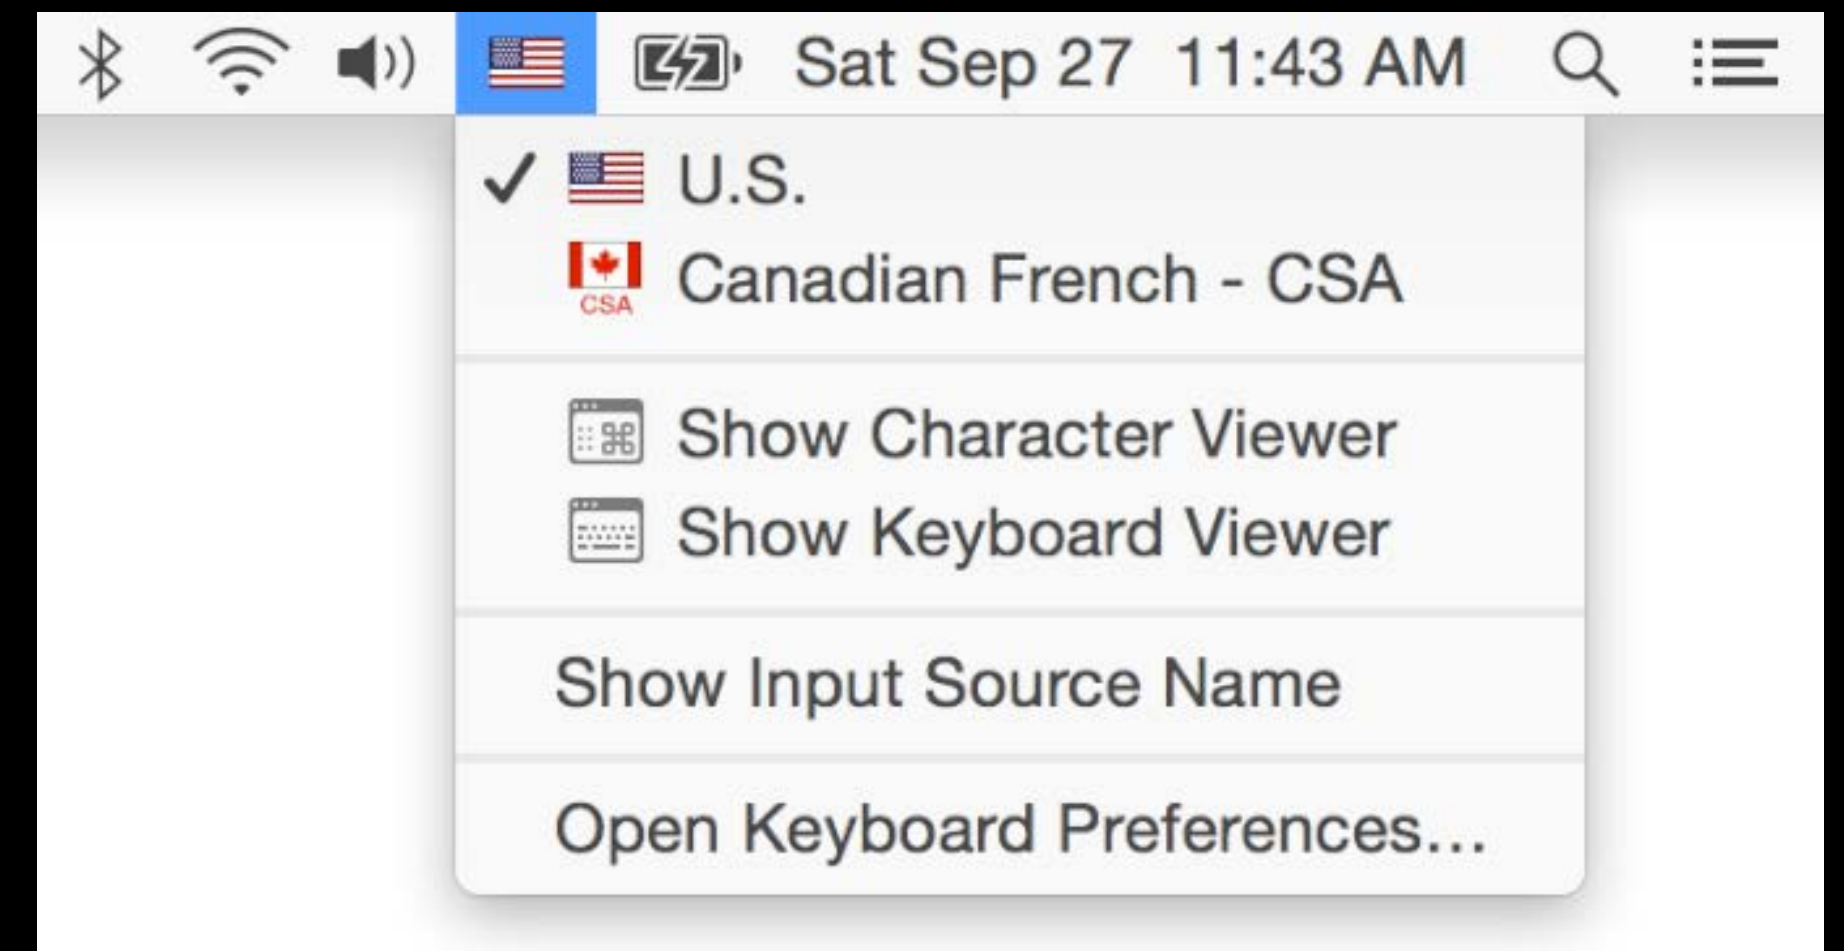 Sat Sep 27 11:43 AM
U.S.
Canadian French - CSA
CSA
Show Character Viewer
Show Keyboard Viewer
Show Input Source Name
Open Keyboard Preferences...